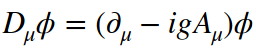 D_μϕ = (∂_μ − igA_μ)ϕ